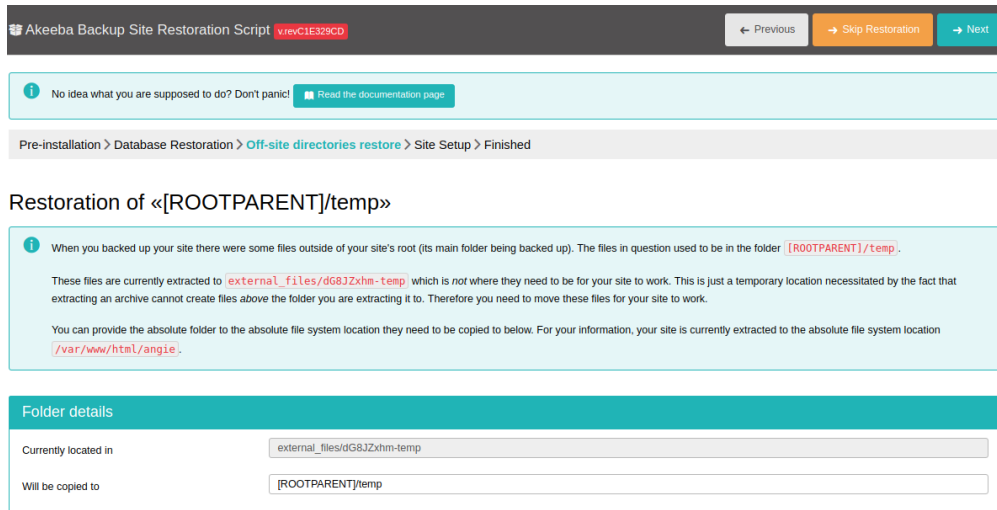 Akeeba Backup Site Restoration Script v.revC1E329CD
← Previous
→ Skip Restoration
→ Next
No idea what you are supposed to do? Don't panic! Read the documentation page
Pre-installation > Database Restoration > Off-site directories restore > Site Setup > Finished
Restoration of «[ROOTPARENT]/temp»
When you backed up your site there were some files outside of your site's root (its main folder being backed up). The files in question used to be in the folder [ROOTPARENT]/temp.
These files are currently extracted to external_files/dG8JZxhm-temp which is not where they need to be for your site to work. This is just a temporary location necessitated by the fact that
extracting an archive cannot create files above the folder you are extracting it to. Therefore you need to move these files for your site to work.
You can provide the absolute folder to the absolute file system location they need to be copied to below. For your information, your site is currently extracted to the absolute file system location
/var/www/html/angie.
Folder details
Currently located in
external_files/dG8JZxhm-temp
Will be copied to
[ROOTPARENT]/temp